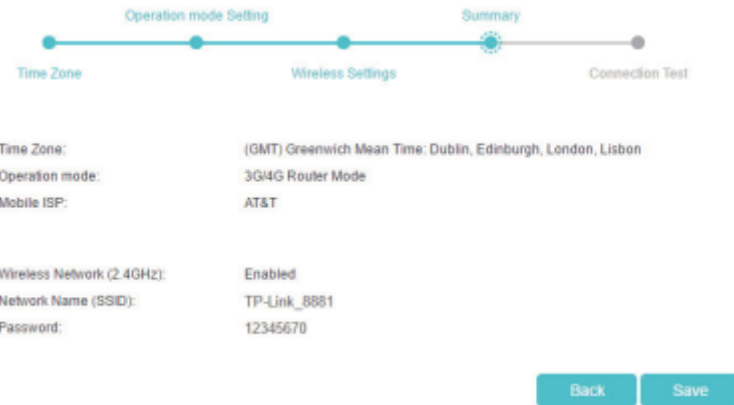 Operation mode Setting Summary
Time Zone Wireless Settings Connection Test
Time Zone: (GMT) Greenwich Mean Time: Dublin, Edinburgh, London, Lisbon
Operation mode: 3G/4G Router Mode
Mobile ISP: AT&T
Wireless Network (2.4GHz): Enabled
Network Name (SSID): TP-Link_8881
Password: 12345670
Back Save